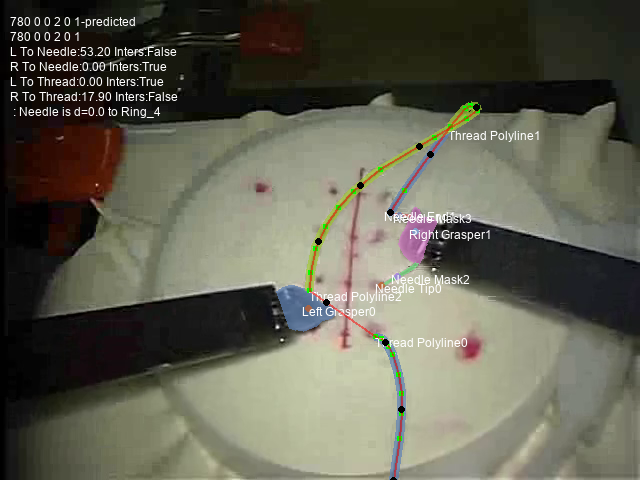 780 0 0 2 0 1-predicted
780 0 0 2 0 1
L To Needle:53.20 Inters:False
R To Needle:0.00 Inters:True
L To Thread:0.00 Inters:True
R To Thread:17.90 Inters:False
: Needle is d=0.0 to Ring_4
Thread Polyline1
Needle Mask3
Right Grasper1
Needle Mask2
Needle Tip0
Thread Polyline2
Left Grasper0
Thread Polyline0